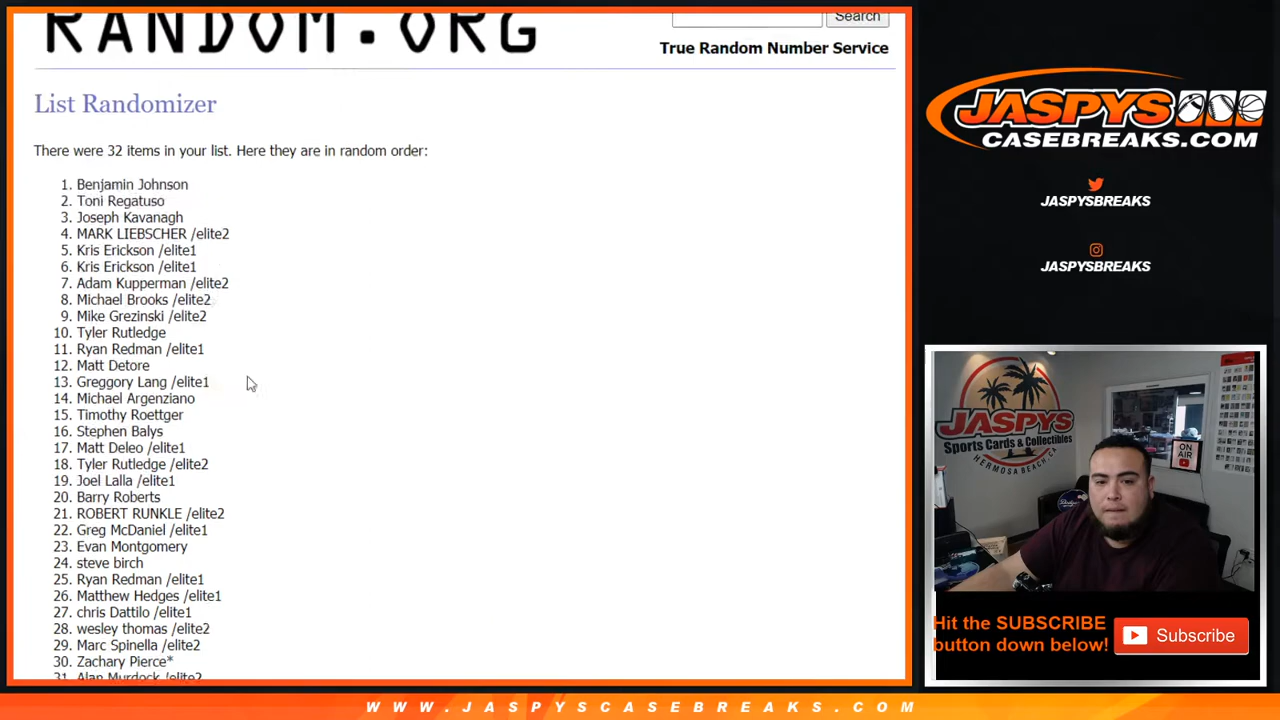 RANDOM.ORG
Search
True Random Number Service
List Randomizer
There were 32 items in your list. Here they are in random order:
1. Benjamin Johnson
2. Toni Regatuso
3. Joseph Kavanagh
4. MARK LIEBSCHER /elite2
5. Kris Erickson /elite1
6. Kris Erickson /elite1
7. Adam Kupperman /elite2
8. Michael Brooks /elite2
9. Mike Grezinski /elite2
10. Tyler Rutledge
11. Ryan Redman /elite1
12. Matt Detore
13. Greggory Lang /elite1
14. Michael Argenziano
15. Timothy Roettger
16. Stephen Balys
17. Matt Deleo /elite1
18. Tyler Rutledge /elite2
19. Joel Lalla /elite1
20. Barry Roberts
21. ROBERT RUNKLE /elite2
22. Greg McDaniel /elite1
23. Evan Montgomery
24. steve birch
25. Ryan Redman /elite1
26. Matthew Hedges /elite1
27. chris Dattilo /elite1
28. wesley thomas /elite2
29. Marc Spinella /elite2
30. Zachary Pierce*
31. Alan Murdock /elite2
JASPYS
CASEBREAKS.COM
JASPYSBREAKS
JASPYSBREAKS
JASPYS
Sports Cards & Collectibles
HERMOSA BEACH, CA
ON
AIR
Dodgers
Hit the SUBSCRIBE
button down below!
Subscribe
WWW.JASPYSCASEBREAKS.COM